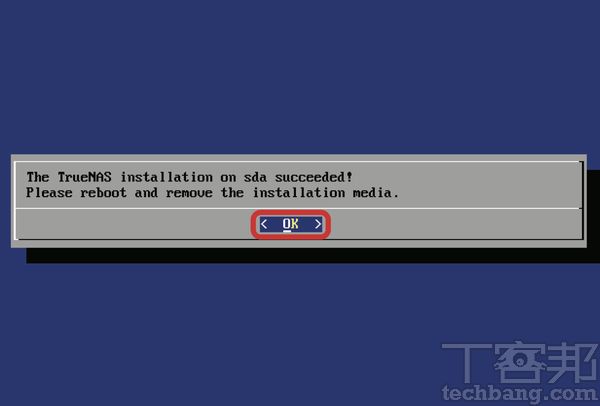 The TrueNAS installation on sda succeeded!
Please reboot and remove the installation media.
< OK >
T客邦
techbang.com